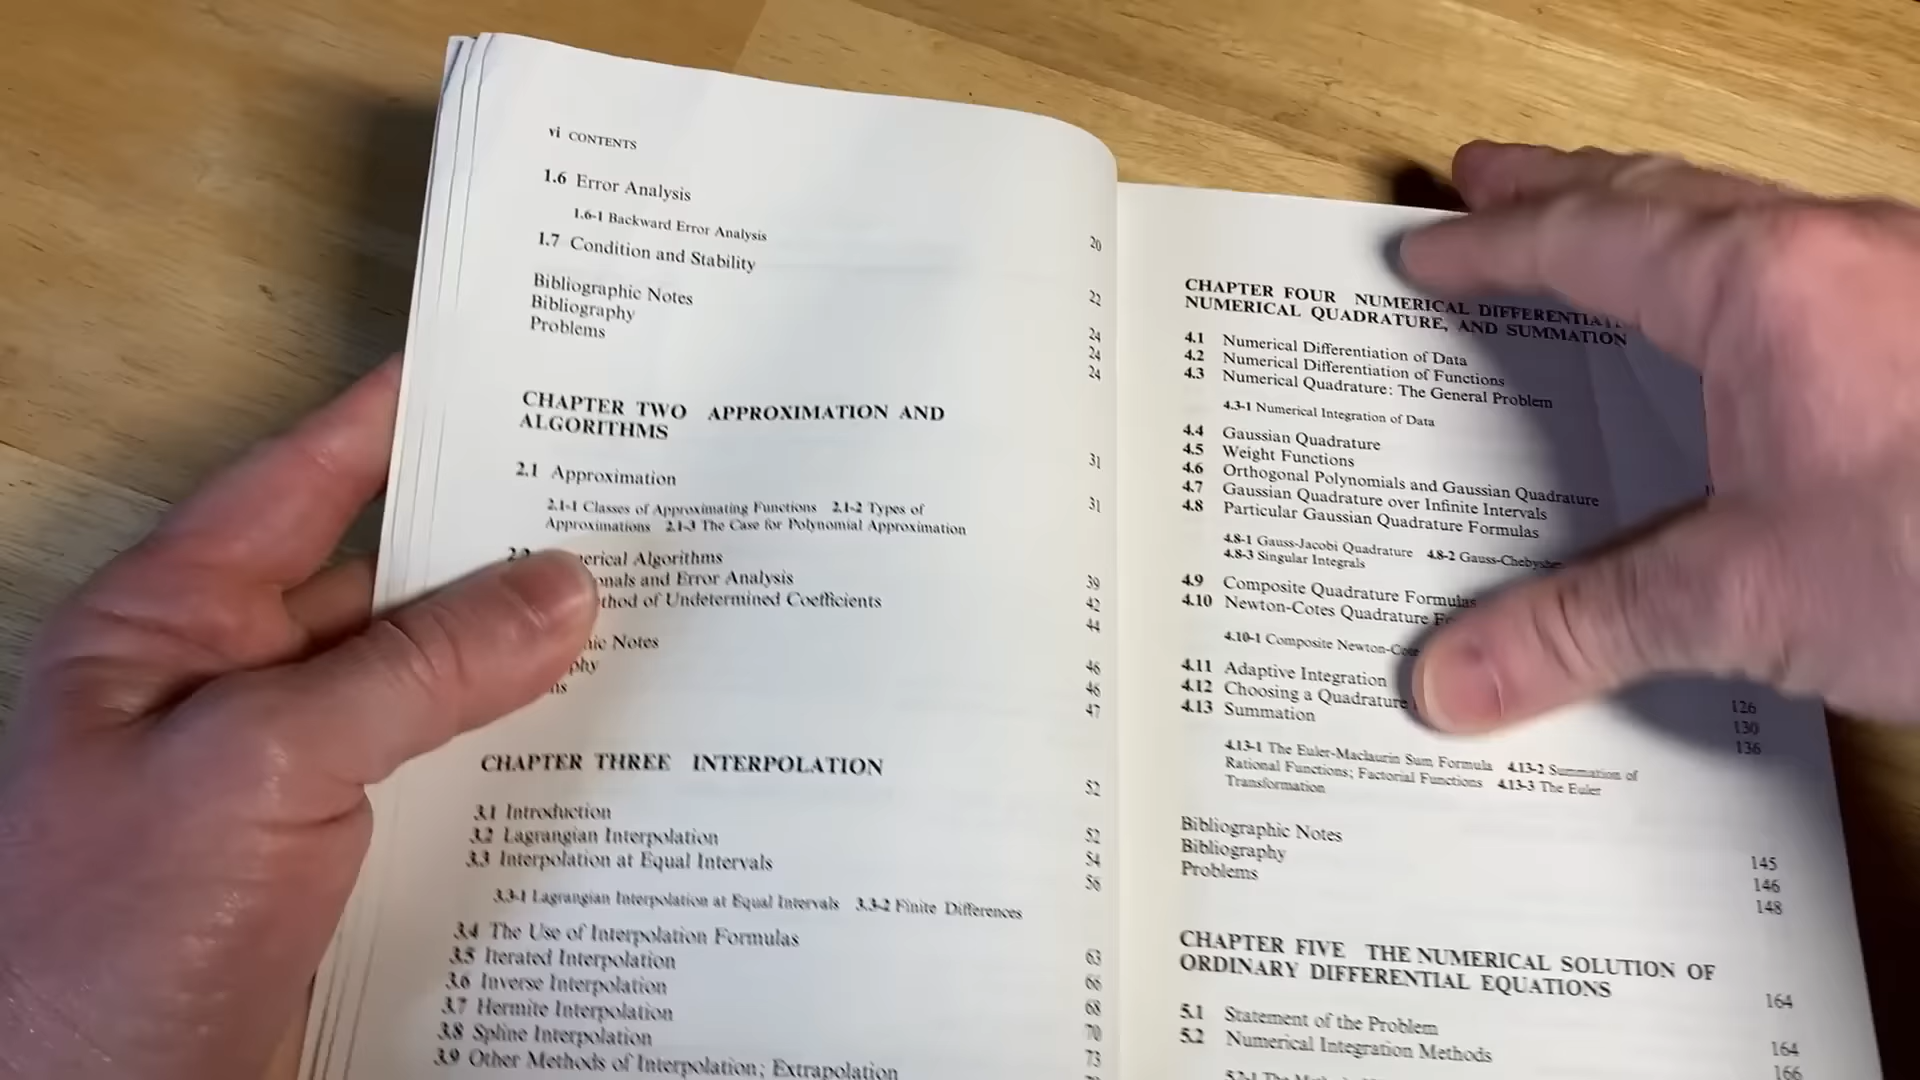 vi CONTENTS
1.6 Error Analysis 20
1.6-1 Backward Error Analysis
1.7 Condition and Stability 22
Bibliographic Notes 24
Bibliography 24
Problems 24
CHAPTER TWO APPROXIMATION AND
ALGORITHMS 31
2.1 Approximation 31
2.1-1 Classes of Approximating Functions 2.1-2 Types of
Approximations 2.1-3 The Case for Polynomial Approximation
Algorithms 39
and Error Analysis 42
of Undetermined Coefficients 44
Notes 46
46
47
CHAPTER THREE INTERPOLATION 52
3.1 Introduction 52
3.2 Lagrangian Interpolation 54
3.3 Interpolation at Equal Intervals 56
3.3-1 Lagrangian Interpolation at Equal Intervals 3.3-2 Finite Differences
3.4 The Use of Interpolation Formulas 63
3.5 Iterated Interpolation 66
3.6 Inverse Interpolation 68
3.7 Hermite Interpolation 70
3.8 Spline Interpolation 73
3.9 Other Methods of Interpolation; Extrapolation
CHAPTER FOUR NUMERICAL
NUMERICAL QUADRATURE, AND SUMMATION
4.1 Numerical Differentiation of Data
4.2 Numerical Differentiation of Functions
4.3 Numerical Quadrature: The General Problem
4.3-1 Numerical Integration of Data
4.4 Gaussian Quadrature
4.5 Weight Functions
4.6 Orthogonal Polynomials and Gaussian Quadrature
4.7 Gaussian Quadrature over Infinite Intervals
4.8 Particular Gaussian Quadrature Formulas
4.8-1 Gauss-Jacobi Quadrature 4.8-2
4.8-3 Singular Integrals
4.9 Composite Quadrature Formulas
4.10 Newton-Cotes Quadrature
4.10-1 Composite
4.11 Adaptive Integration 126
4.12 Choosing a Quadrature 130
4.13 Summation 136
4.13-1 The Euler-Maclaurin Sum Formula 4.13-2 Summation of
Rational Functions; Factorial Functions 4.13-3 The Euler
Transformation
Bibliographic Notes 145
Bibliography 146
Problems 148
CHAPTER FIVE THE NUMERICAL SOLUTION OF
ORDINARY DIFFERENTIAL EQUATIONS 164
5.1 Statement of the Problem 164
5.2 Numerical Integration Methods 166